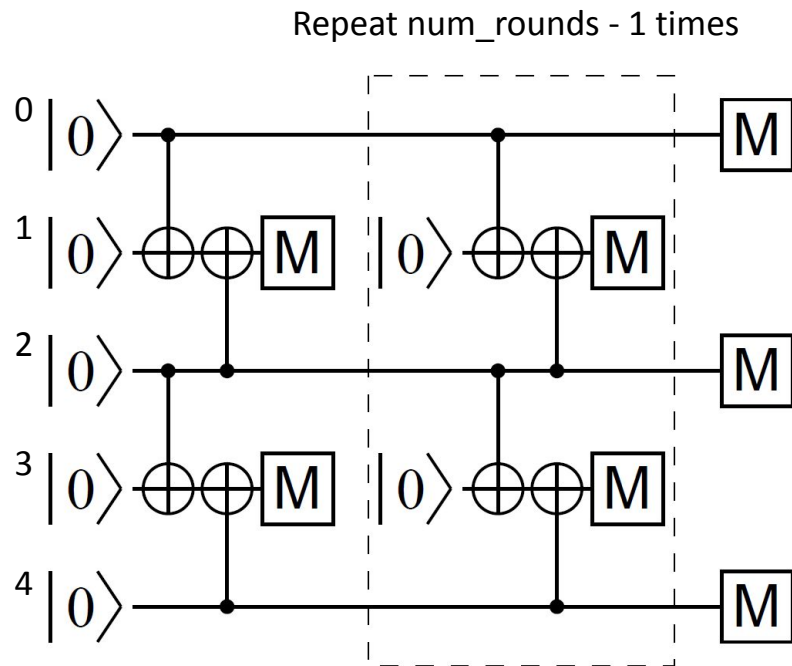 Repeat num_rounds - 1 times
0 |0⟩ M
1 |0⟩ M |0⟩ M
2 |0⟩ M
3 |0⟩ M |0⟩ M
4 |0⟩ M